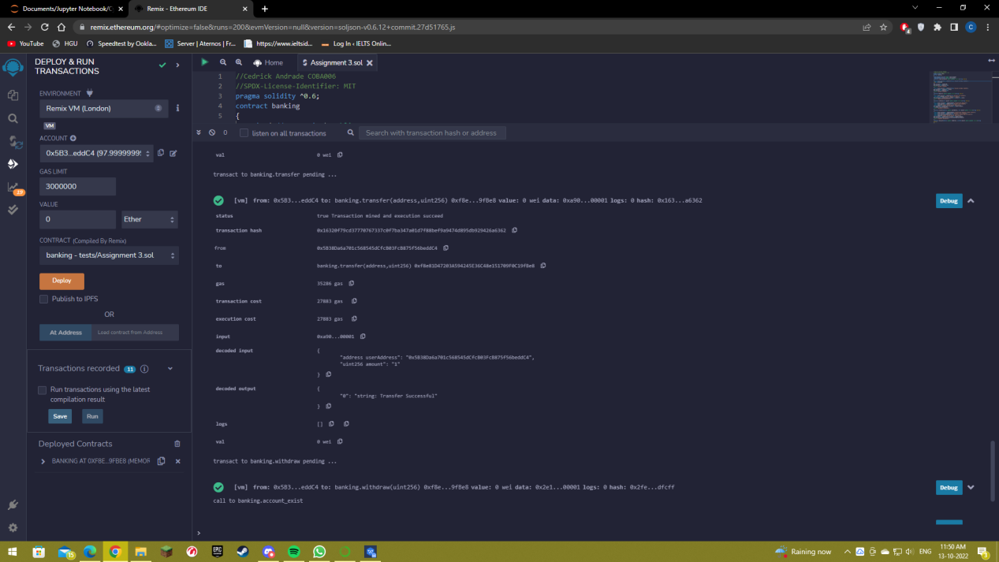 Documents/Jupyter Notebook/C
Remix - Ethereum IDE
remix.ethereum.org/#optimize=false&runs=200&evmVersion=null&version=soljson-v0.6.12+commit.27d51765.js
YouTube
HGU
Speedtest by Ookla...
Server | Aternos | Fr...
https://www.ieltsid...
Log In ‹ IELTS Onlin...
DEPLOY & RUN
TRANSACTIONS
ENVIRONMENT
Remix VM (London)
VM
ACCOUNT
0x5B3...eddC4 (97.99999999
GAS LIMIT
3000000
VALUE
0
Ether
CONTRACT (Compiled By Remix)
banking - tests/Assignment 3.sol
Deploy
Publish to IPFS
OR
At Address
Load contract from Address
Transactions recorded 11 i
Run transactions using the latest
compilation result
Save
Run
Deployed Contracts
BANKING AT 0XF8E...9FBE8 (MEMOR
19
Home
Assignment 3.sol
1 //Cedrick Andrade COBA006
2 //SPDX-License-Identifier: MIT
3 pragma solidity ^0.6;
4 contract banking
5 {
0
listen on all transactions
Search with transaction hash or address
val 0 wei
transact to banking.transfer pending ...
[vm] from: 0x5B3...eddC4 to: banking.transfer(address,uint256) 0xf8e...9fBe8 value: 0 wei data: 0xa90...00001 logs: 0 hash: 0x163...a6362
Debug
status true Transaction mined and execution succeed
transaction hash 0x16320f79cd37770767337c0f7ba347a01d7f88bef9a9474d895db929426a6362
from 0x5B38Da6a701c568545dCfcB03FcB875f56beddC4
to banking.transfer(address,uint256) 0xf8e81D47203A594245E36C48e151709F0C19fBe8
gas 35286 gas
transaction cost 27883 gas
execution cost 27883 gas
input 0xa90...00001
decoded input {
"address userAddress": "0x5B38Da6a701c568545dCfcB03FcB875f56beddC4",
"uint256 amount": "1"
}
decoded output {
"0": "string: Transfer Successful"
}
logs []
val 0 wei
transact to banking.withdraw pending ...
[vm] from: 0x5B3...eddC4 to: banking.withdraw(uint256) 0xf8e...9fBe8 value: 0 wei data: 0x2e1...00001 logs: 0 hash: 0x2fe...dfcff
Debug
call to banking.account_exist
>
15
EPIC
Raining now
ENG
11:50 AM
13-10-2022
3